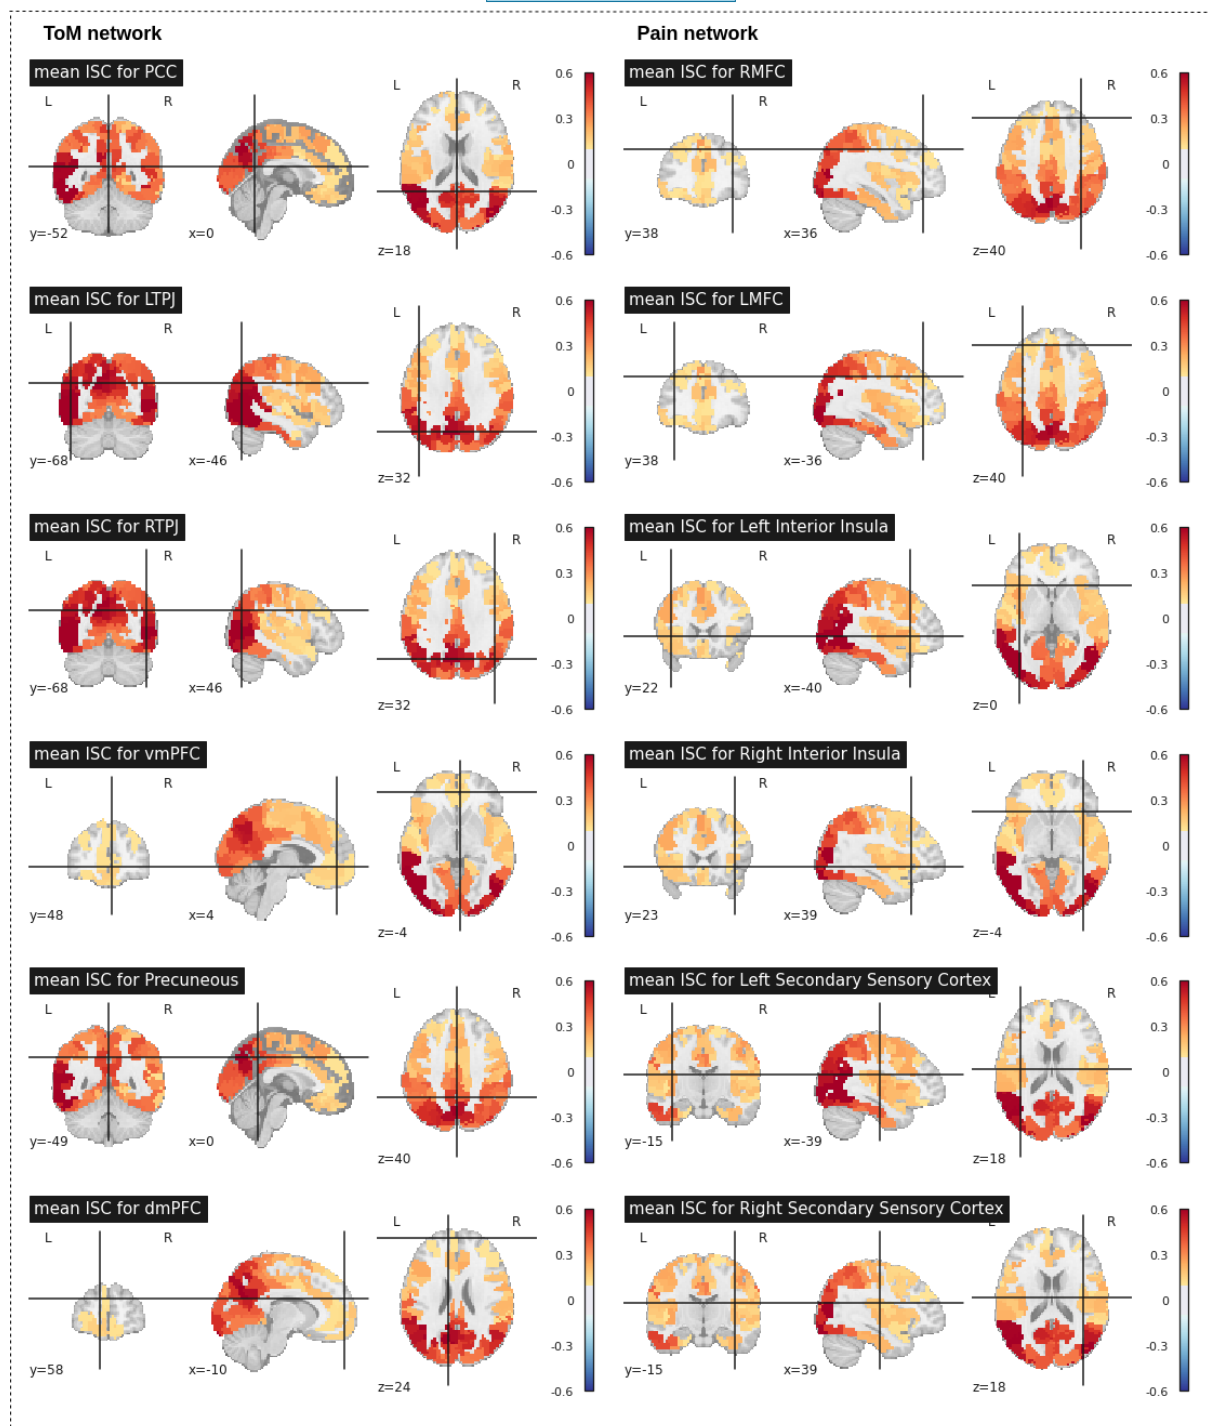 ToM network
mean ISC for PCC
L R L R
y=-52 x=0 z=18
0.6
0.3
0
-0.3
-0.6
mean ISC for LTPJ
L R L R
y=-68 x=-46 z=32
0.6
0.3
0
-0.3
-0.6
mean ISC for RTPJ
L R L R
y=-68 x=46 z=32
0.6
0.3
0
-0.3
-0.6
mean ISC for vmPFC
L R L R
y=48 x=4 z=-4
0.6
0.3
0
-0.3
-0.6
mean ISC for Precuneous
L R L R
y=-49 x=0 z=40
0.6
0.3
0
-0.3
-0.6
mean ISC for dmPFC
L R L R
y=58 x=-10 z=24
0.6
0.3
0
-0.3
-0.6
Pain network
mean ISC for RMFC
L R L R
y=38 x=36 z=40
0.6
0.3
0
-0.3
-0.6
mean ISC for LMFC
L R L R
y=38 x=-36 z=40
0.6
0.3
0
-0.3
-0.6
mean ISC for Left Interior Insula
L R L R
y=22 x=-40 z=0
0.6
0.3
0
-0.3
-0.6
mean ISC for Right Interior Insula
L R L R
y=23 x=39 z=-4
0.6
0.3
0
-0.3
-0.6
mean ISC for Left Secondary Sensory Cortex
L R L R
y=-15 x=-39 z=18
0.6
0.3
0
-0.3
-0.6
mean ISC for Right Secondary Sensory Cortex
L R L R
y=-15 x=39 z=18
0.6
0.3
0
-0.3
-0.6